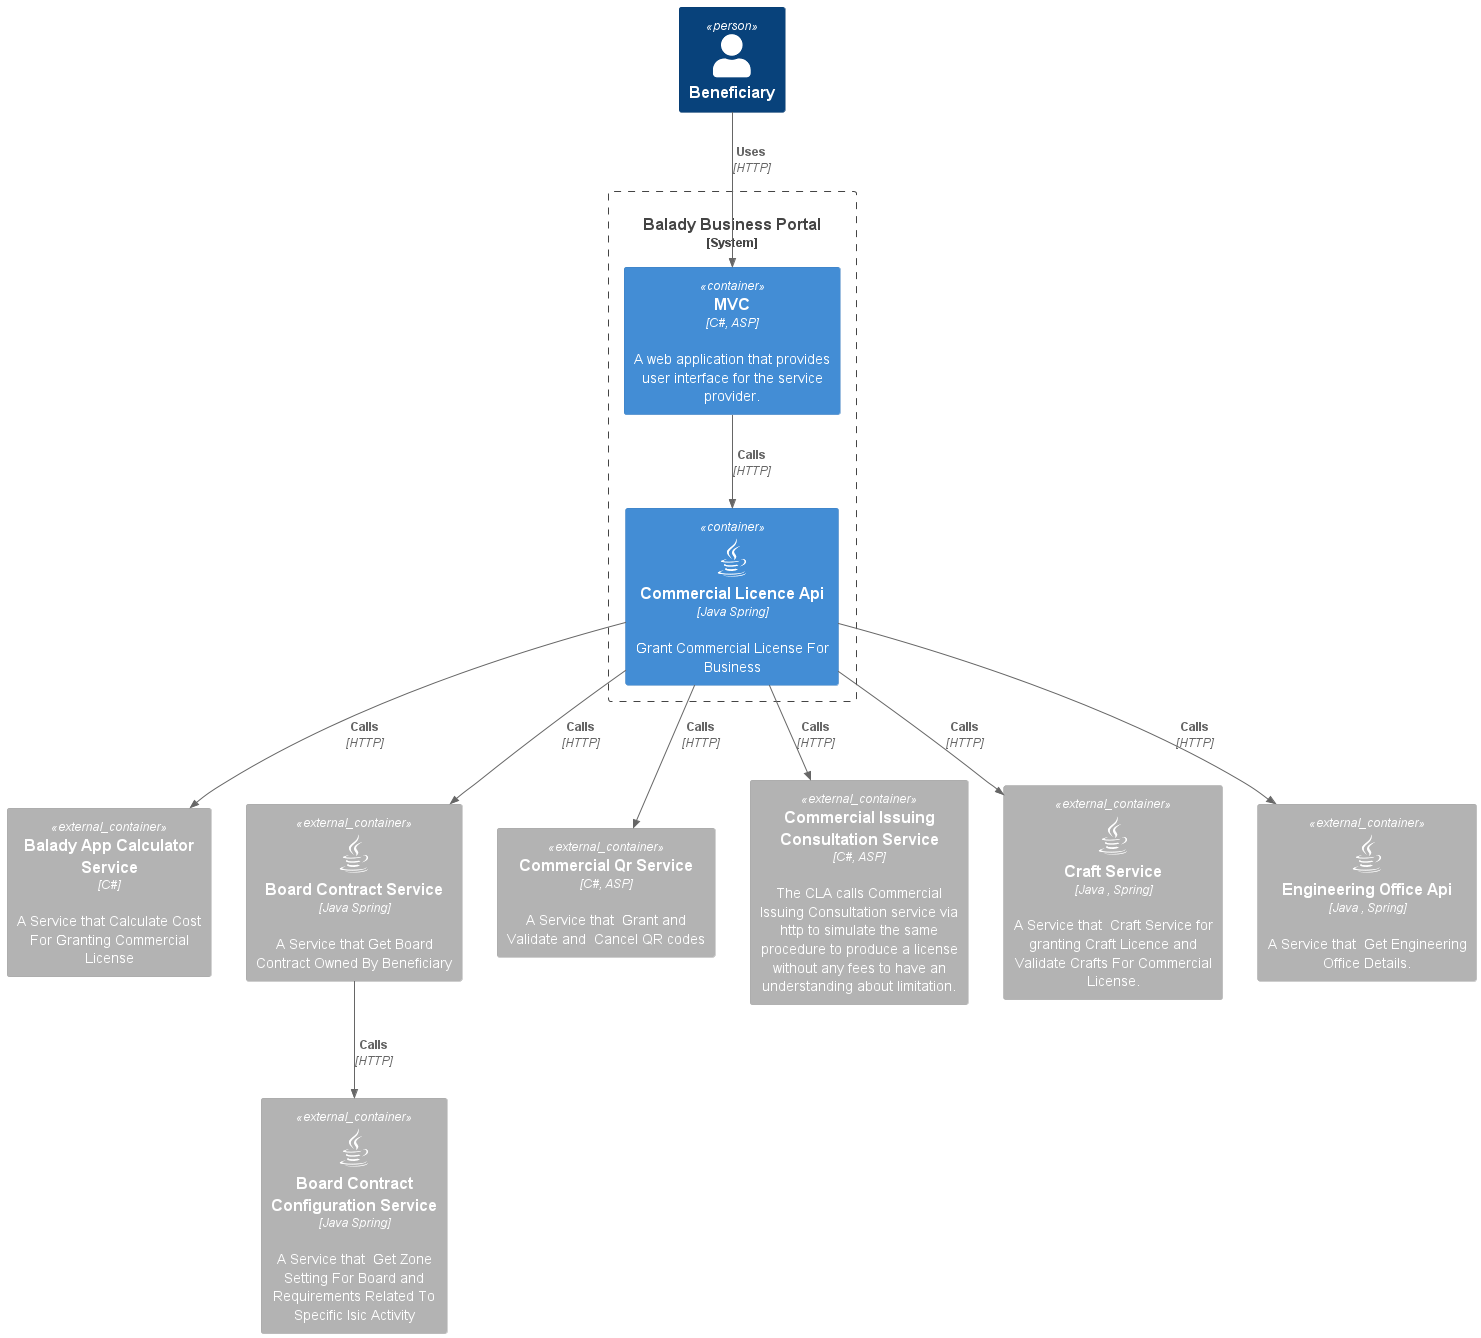 «person»
Beneficiary
Uses
[HTTP]
Balady Business Portal
[System]
«container»
MVC
[C#, ASP]
A web application that provides
user interface for the service
provider.
Calls
[HTTP]
«container»
Commercial Licence Api
[Java Spring]
Grant Commercial License For
Business
Calls
[HTTP]
Calls
[HTTP]
Calls
[HTTP]
Calls
[HTTP]
Calls
[HTTP]
Calls
[HTTP]
«external_container»
Balady App Calculator
Service
[C#]
A Service that Calculate Cost
For Granting Commercial
License
«external_container»
Board Contract Service
[Java Spring]
A Service that Get Board
Contract Owned By Beneficiary
«external_container»
Commercial Qr Service
[C#, ASP]
A Service that  Grant and
Validate and  Cancel QR codes
«external_container»
Commercial Issuing
Consultation Service
[C#, ASP]
The CLA calls Commercial
Issuing Consultation service via
http to simulate the same
procedure to produce a license
without any fees to have an
understanding about limitation.
«external_container»
Craft Service
[Java , Spring]
A Service that  Craft Service for
granting Craft Licence and
Validate Crafts For Commercial
License.
«external_container»
Engineering Office Api
[Java , Spring]
A Service that  Get Engineering
Office Details.
Calls
[HTTP]
«external_container»
Board Contract
Configuration Service
[Java Spring]
A Service that  Get Zone
Setting For Board and
Requirements Related To
Specific Isic Activity